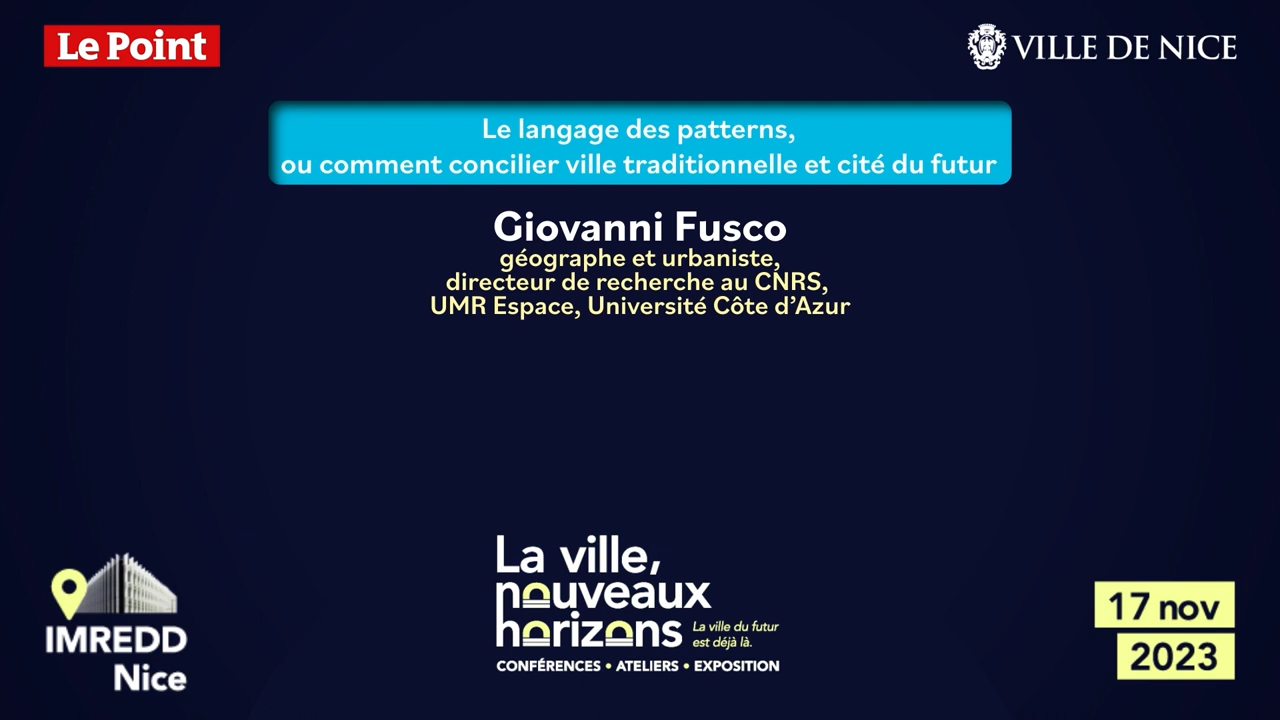 Le Point
VILLE DE NICE
Le langage des patterns,
ou comment concilier ville traditionnelle et cité du futur
Giovanni Fusco
géographe et urbaniste,
directeur de recherche au CNRS,
UMR Espace, Université Côte d'Azur
La ville,
nouveaux
horizons
La ville du futur
est déjà là.
CONFÉRENCES • ATELIERS • EXPOSITION
IMREDD
Nice
17 nov
2023